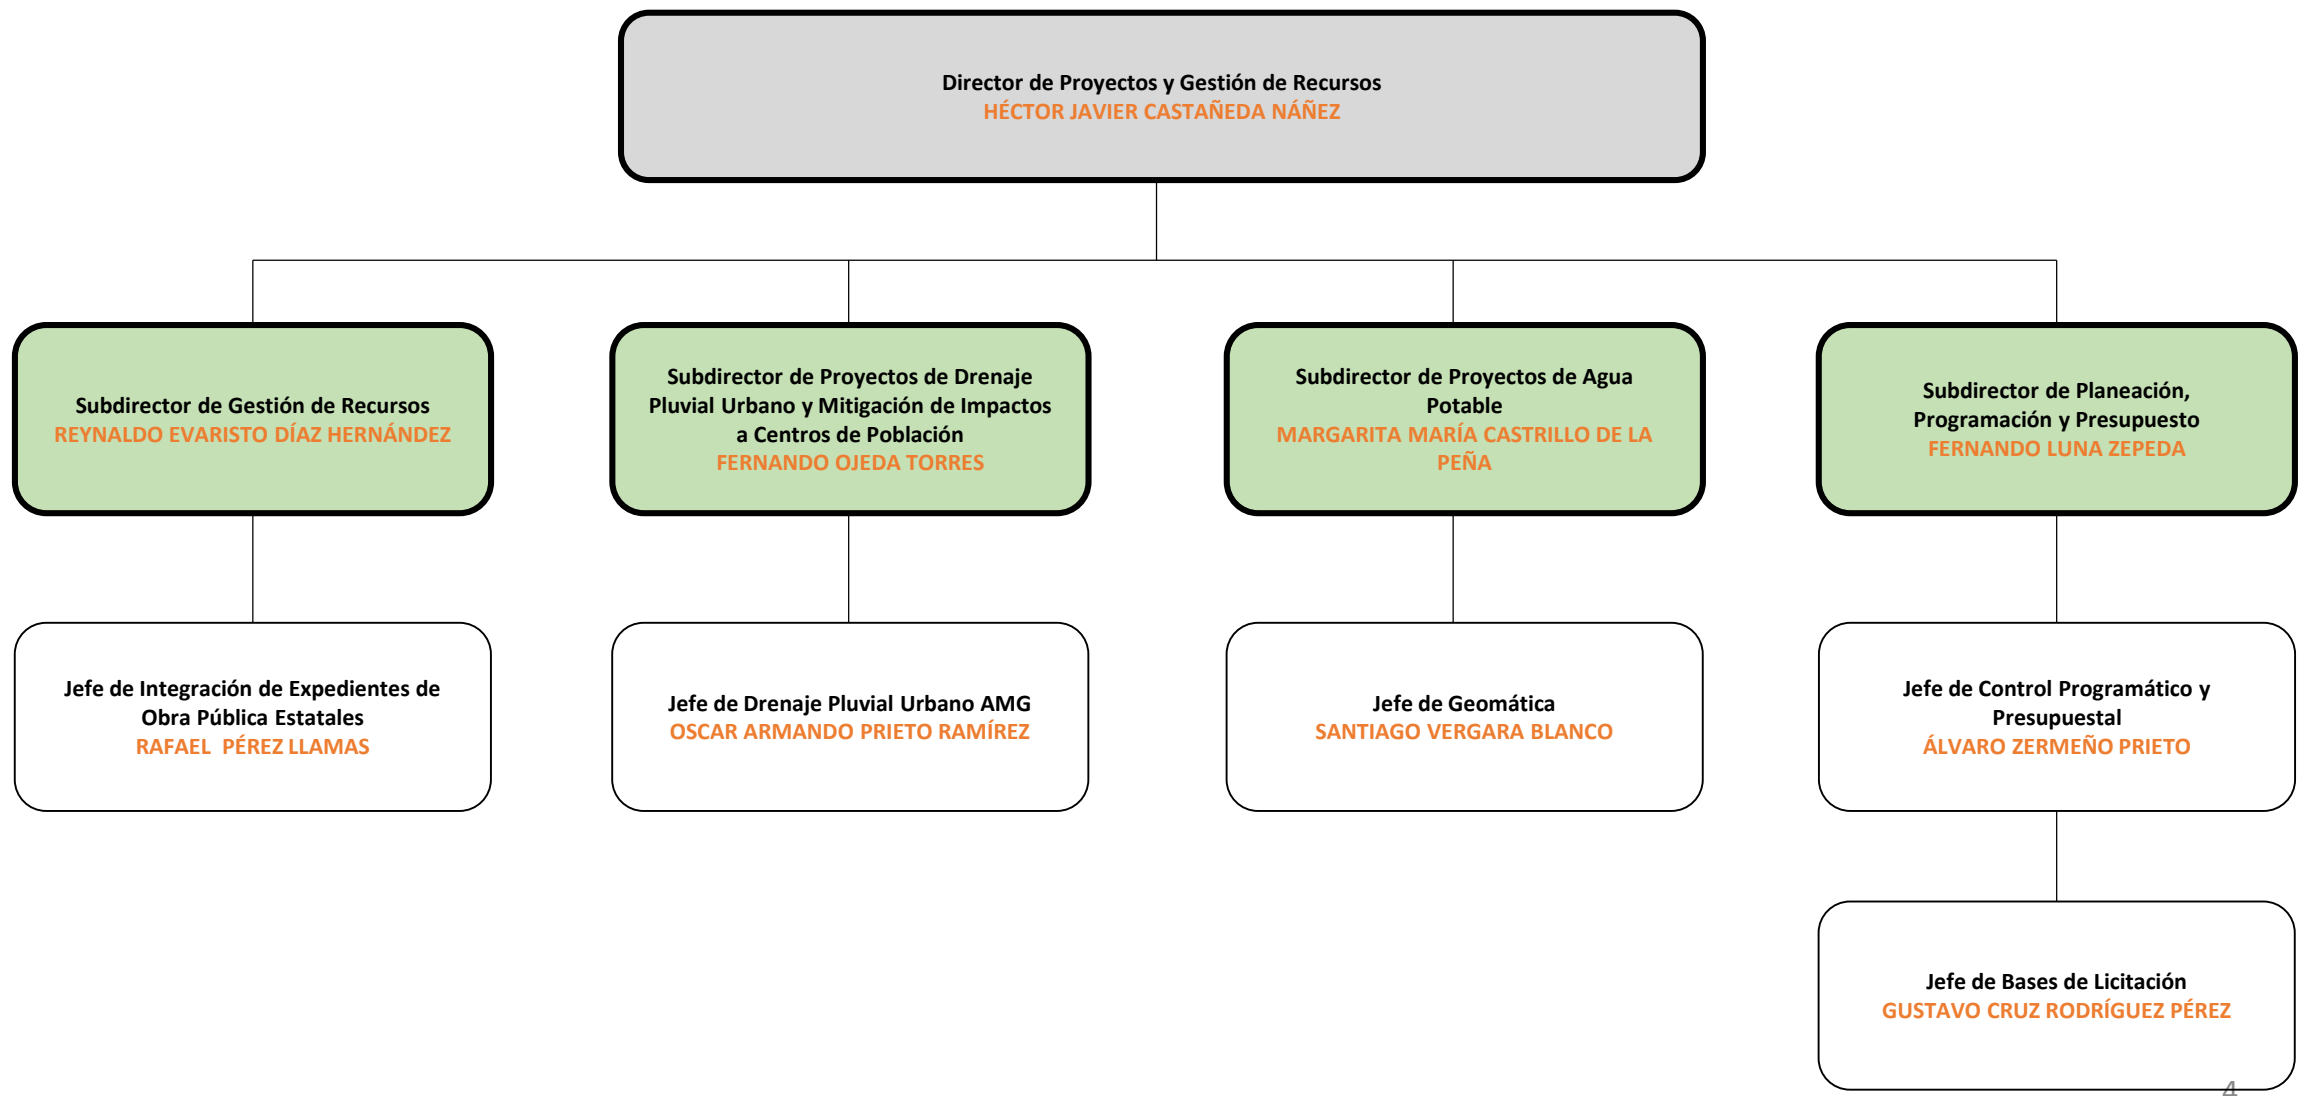 Director de Proyectos y Gestión de Recursos
HÉCTOR JAVIER CASTAÑEDA NÁÑEZ
Subdirector de Gestión de Recursos
REYNALDO EVARISTO DÍAZ HERNÁNDEZ
Subdirector de Proyectos de Drenaje
Pluvial Urbano y Mitigación de Impactos
a Centros de Población
FERNANDO OJEDA TORRES
Subdirector de Proyectos de Agua
Potable
MARGARITA MARÍA CASTRILLO DE LA
PEÑA
Subdirector de Planeación,
Programación y Presupuesto
FERNANDO LUNA ZEPEDA
Jefe de Integración de Expedientes de
Obra Pública Estatales
RAFAEL  PÉREZ LLAMAS
Jefe de Drenaje Pluvial Urbano AMG
OSCAR ARMANDO PRIETO RAMÍREZ
Jefe de Geomática
SANTIAGO VERGARA BLANCO
Jefe de Control Programático y
Presupuestal
ÁLVARO ZERMEÑO PRIETO
Jefe de Bases de Licitación
GUSTAVO CRUZ RODRÍGUEZ PÉREZ
4